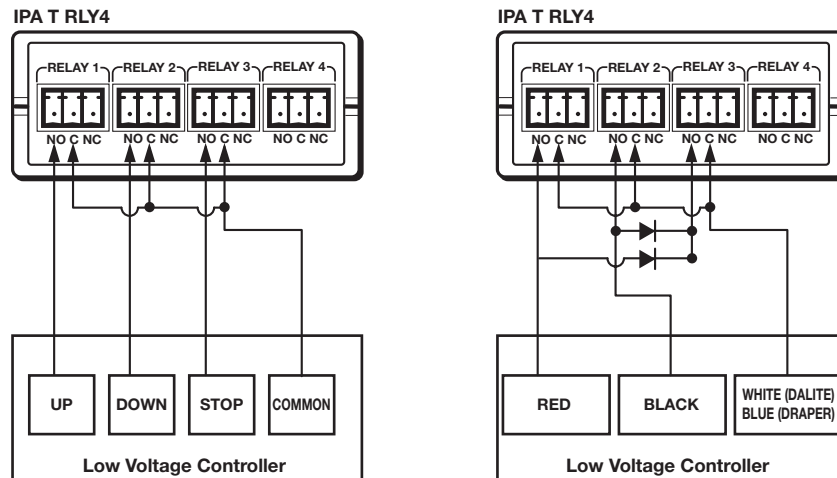 IPA T RLY4
RELAY 1 RELAY 2 RELAY 3 RELAY 4
NO C NC NO C NC NO C NC NO C NC
UP DOWN STOP COMMON
Low Voltage Controller
IPA T RLY4
RELAY 1 RELAY 2 RELAY 3 RELAY 4
NO C NC NO C NC NO C NC NO C NC
RED BLACK WHITE (DALITE)
BLUE (DRAPER)
Low Voltage Controller